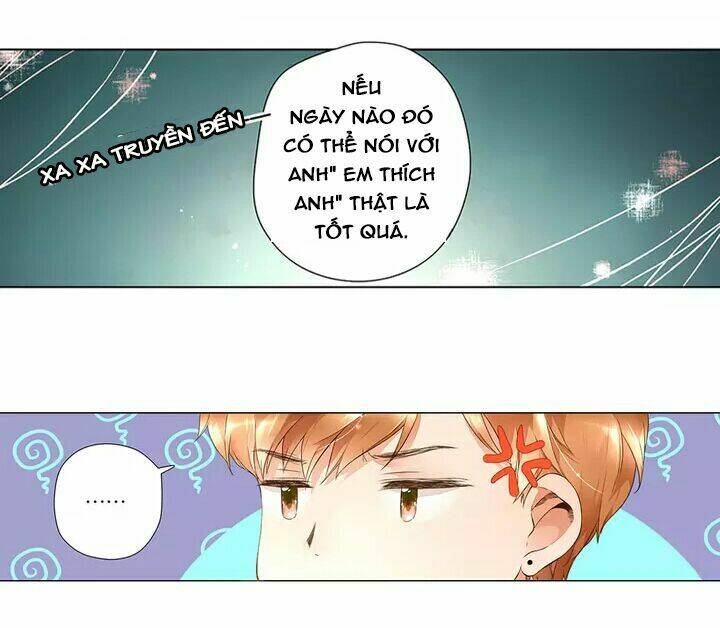 XA XA TRUYỀN ĐẾN
NẾU
NGÀY NÀO ĐÓ
CÓ THỂ NÓI VỚI
ANH" EM THÍCH
ANH" THẬT LÀ
TỐT QUÁ.
......